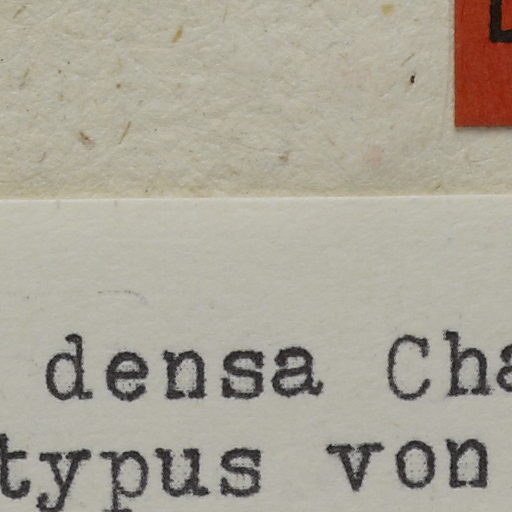 densa Cha
typus von